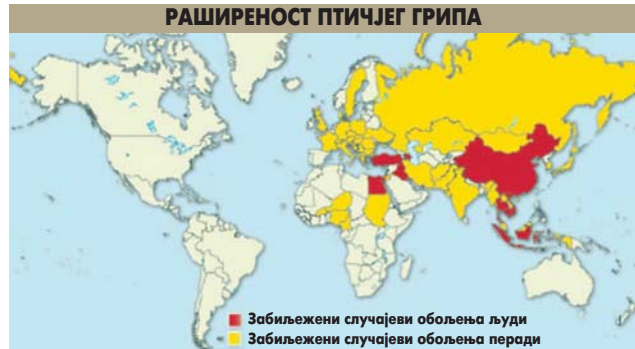 РАШИРЕНОСТ ПТИЧЈЕГ ГРИПА
Забиљежени случајеви обољења људи
Забиљежени случајеви обољења перади